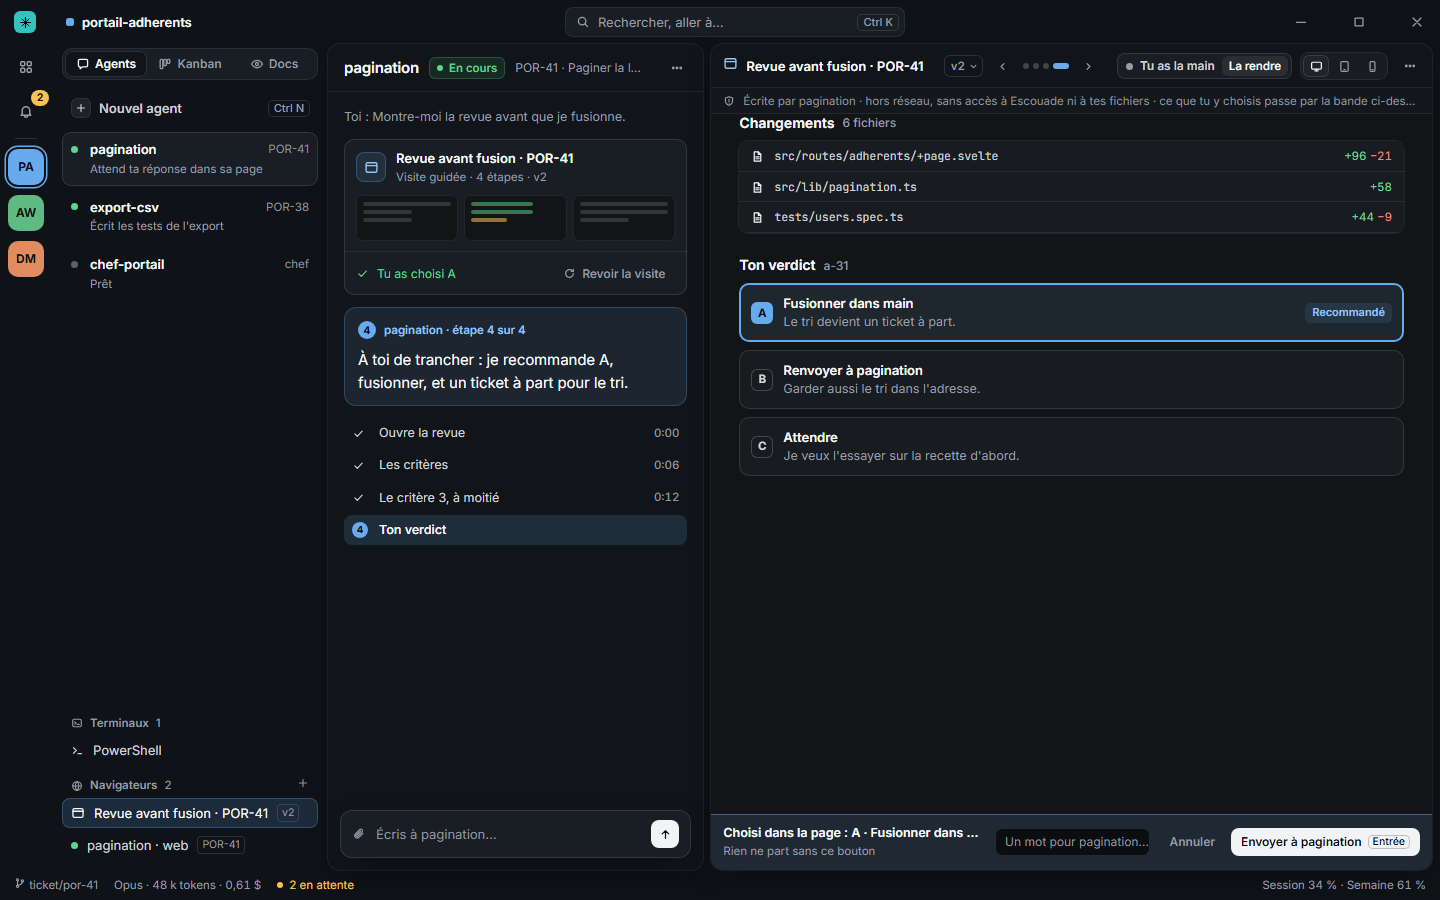 portail-adherents
Rechercher, aller à...
Ctrl K
2
PA
AW
DM
Agents
Kanban
Docs
Nouvel agent
Ctrl N
pagination
POR-41
Attend ta réponse dans sa page
export-csv
POR-38
Écrit les tests de l'export
chef-portail
chef
Prêt
Terminaux 1
PowerShell
Navigateurs 2
Revue avant fusion · POR-41
v2
pagination · web
POR-41
pagination
En cours
POR-41 · Paginer la l...
Toi : Montre-moi la revue avant que je fusionne.
Revue avant fusion · POR-41
Visite guidée · 4 étapes · v2
Tu as choisi A
Revoir la visite
4
pagination · étape 4 sur 4
À toi de trancher : je recommande A,
fusionner, et un ticket à part pour le tri.
Ouvre la revue
0:00
Les critères
0:06
Le critère 3, à moitié
0:12
4
Ton verdict
Écris à pagination...
Revue avant fusion · POR-41
v2
Tu as la main
La rendre
Écrite par pagination · hors réseau, sans accès à Escouade ni à tes fichiers · ce que tu y choisis passe par la bande ci-des...
Changements 6 fichiers
src/routes/adherents/+page.svelte
+96 −21
src/lib/pagination.ts
+58
tests/users.spec.ts
+44 −9
Ton verdict a-31
A
Fusionner dans main
Le tri devient un ticket à part.
Recommandé
B
Renvoyer à pagination
Garder aussi le tri dans l'adresse.
C
Attendre
Je veux l'essayer sur la recette d'abord.
Choisi dans la page : A · Fusionner dans ...
Rien ne part sans ce bouton
Un mot pour pagination...
Annuler
Envoyer à pagination
Entrée
ticket/por-41
Opus · 48 k tokens · 0,61 $
2 en attente
Session 34 % · Semaine 61 %